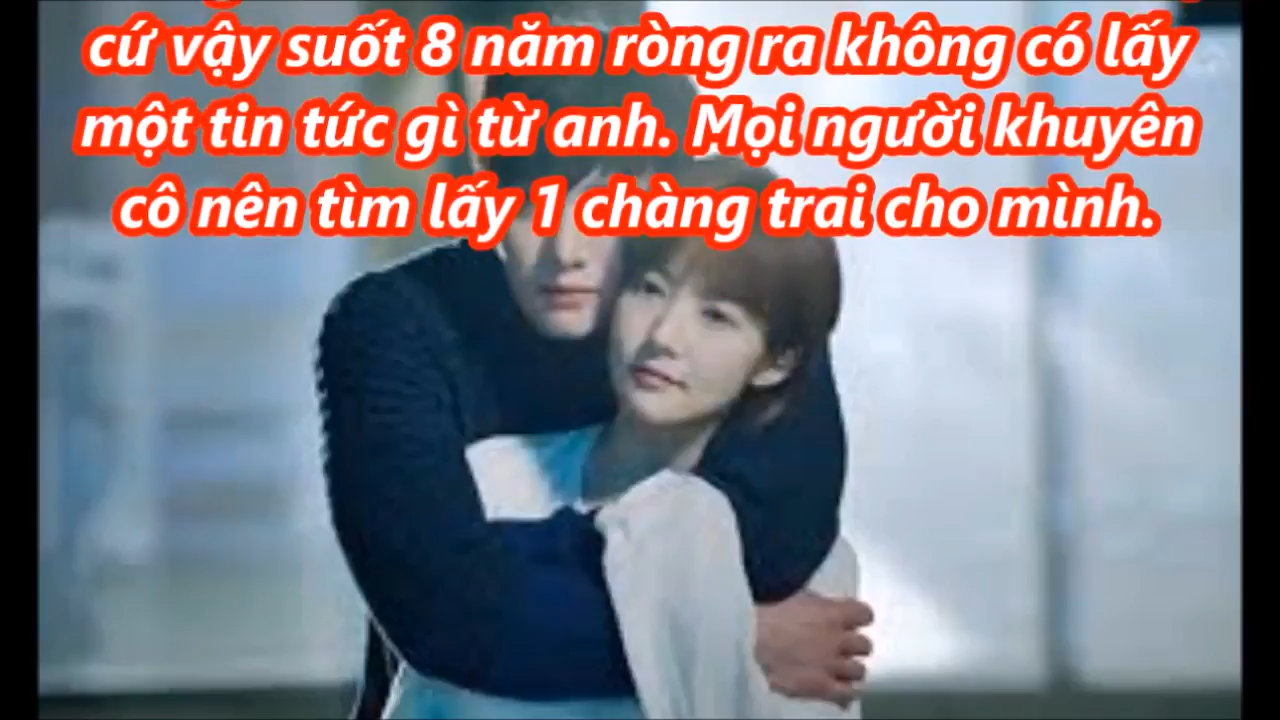 cứ vậy suốt 8 năm ròng ra không có lấy
một tin tức gì từ anh. Mọi người khuyên
cô nên tìm lấy 1 chàng trai cho mình.